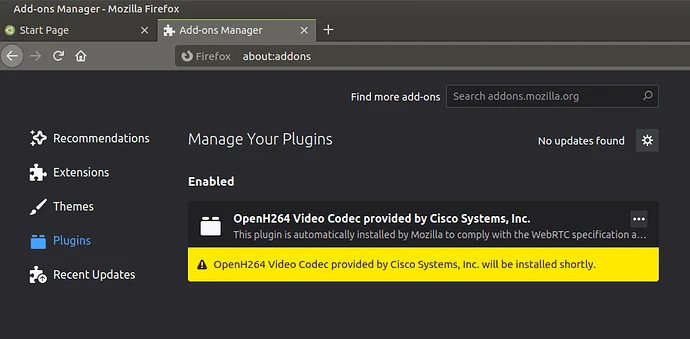 Add-ons Manager - Mozilla Firefox
Start Page
Add-ons Manager
Firefox about:addons
Find more add-ons Search addons.mozilla.org
Recommendations
Extensions
Themes
Plugins
Recent Updates
Manage Your Plugins No updates found
Enabled
OpenH264 Video Codec provided by Cisco Systems, Inc.
This plugin is automatically installed by Mozilla to comply with the WebRTC specification a...
OpenH264 Video Codec provided by Cisco Systems, Inc. will be installed shortly.